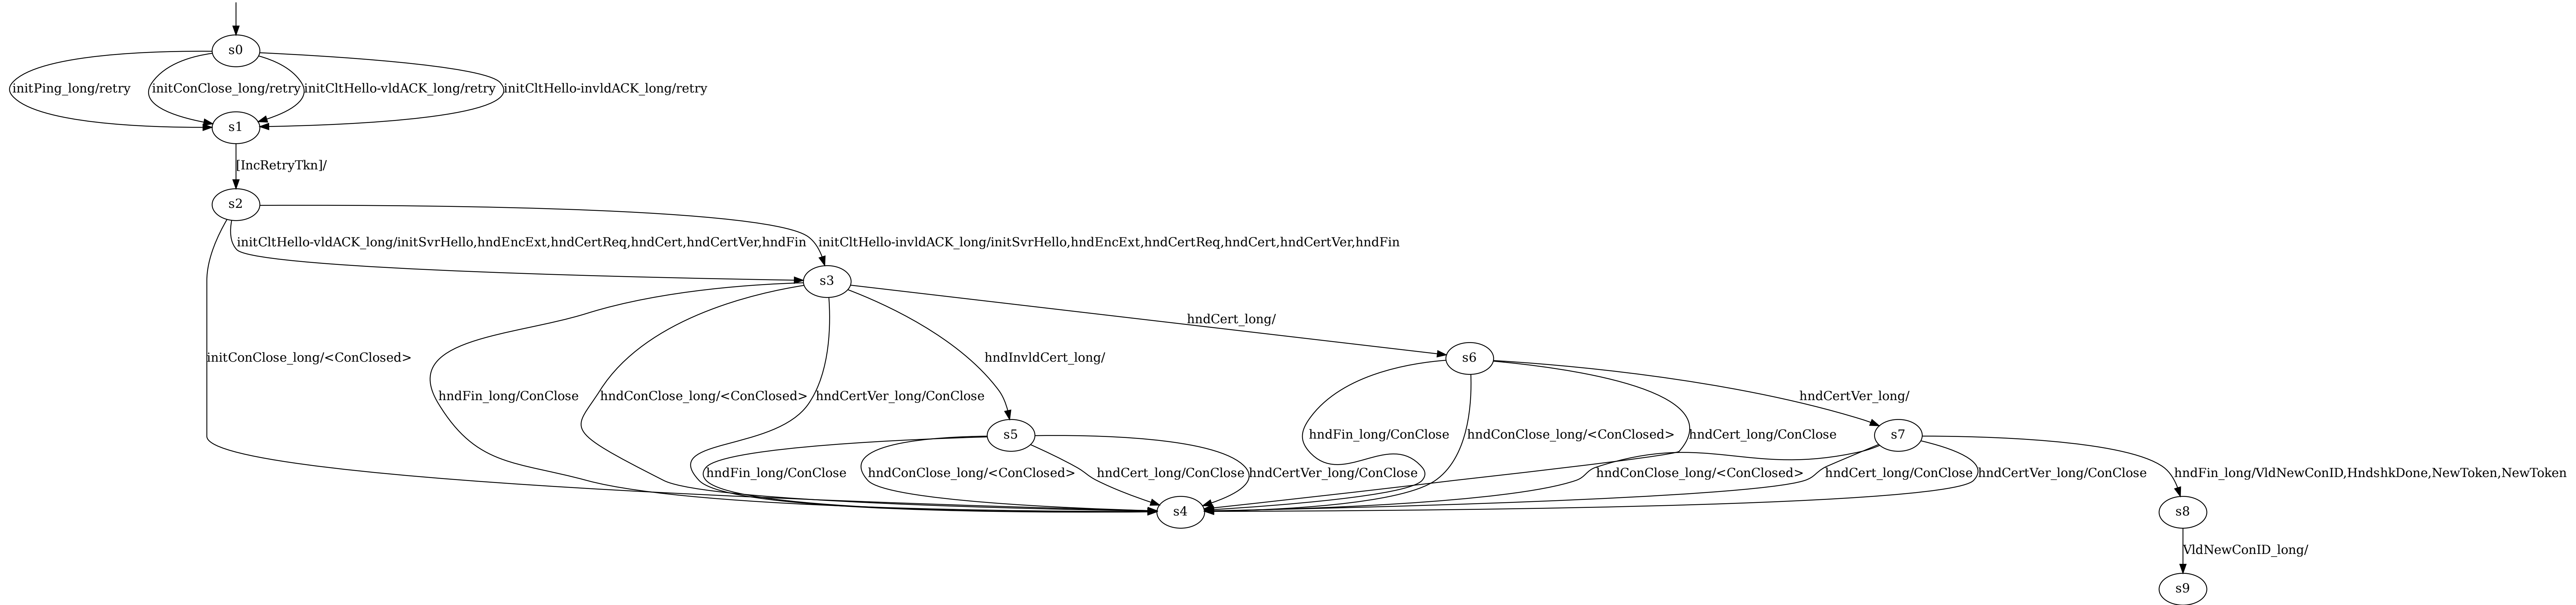 s0
initPing_long/retry
initConClose_long/retry
initCltHello-vldACK_long/retry
initCltHello-invldACK_long/retry
s1
[IncRetryTkn]/
s2
initCltHello-vldACK_long/initSvrHello,hndEncExt,hndCertReq,hndCert,hndCertVer,hndFin
initCltHello-invldACK_long/initSvrHello,hndEncExt,hndCertReq,hndCert,hndCertVer,hndFin
s3
hndCert_long/
initConClose_long/<ConClosed>
hndInvldCert_long/
s6
hndFin_long/ConClose
hndConClose_long/<ConClosed>
hndCertVer_long/ConClose
hndCertVer_long/
s5
hndFin_long/ConClose
hndConClose_long/<ConClosed>
hndCert_long/ConClose
s7
hndFin_long/ConClose
hndConClose_long/<ConClosed>
hndCert_long/ConClose
hndCertVer_long/ConClose
hndConClose_long/<ConClosed>
hndCert_long/ConClose
hndCertVer_long/ConClose
hndFin_long/VldNewConID,HndshkDone,NewToken,NewToken
s4
s8
VldNewConID_long/
s9